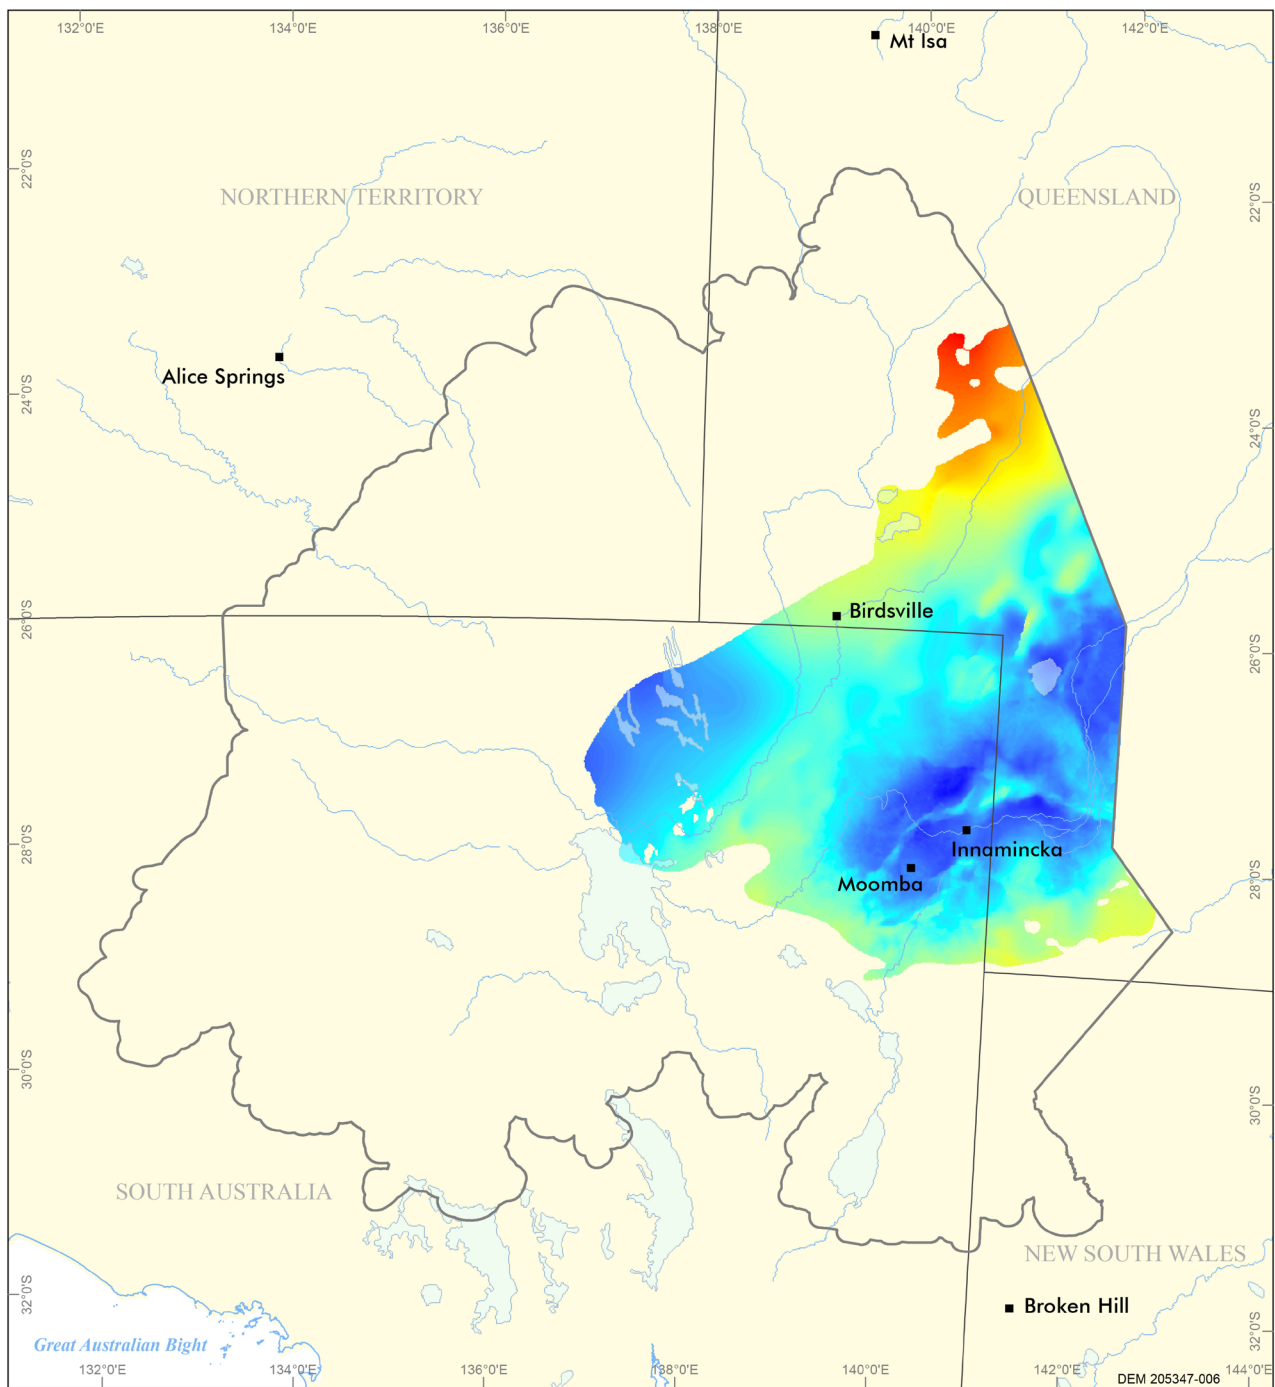 132°0'E 134°0'E 136°0'E 138°0'E 140°0'E 142°0'E
Mt Isa
22°0'S
NORTHERN TERRITORY
QUEENSLAND
22°0'S
Alice Springs
24°0'S
24°0'S
Birdsville
26°0'S
26°0'S
Innamincka
28°0'S
Moomba
28°0'S
30°0'S
30°0'S
SOUTH AUSTRALIA
NEW SOUTH WALES
32°0'S
Broken Hill
32°0'S
Great Australian Bight
132°0'E 134°0'E 136°0'E 138°0'E 140°0'E 142°0'E 144°0'E
DEM 205347-006